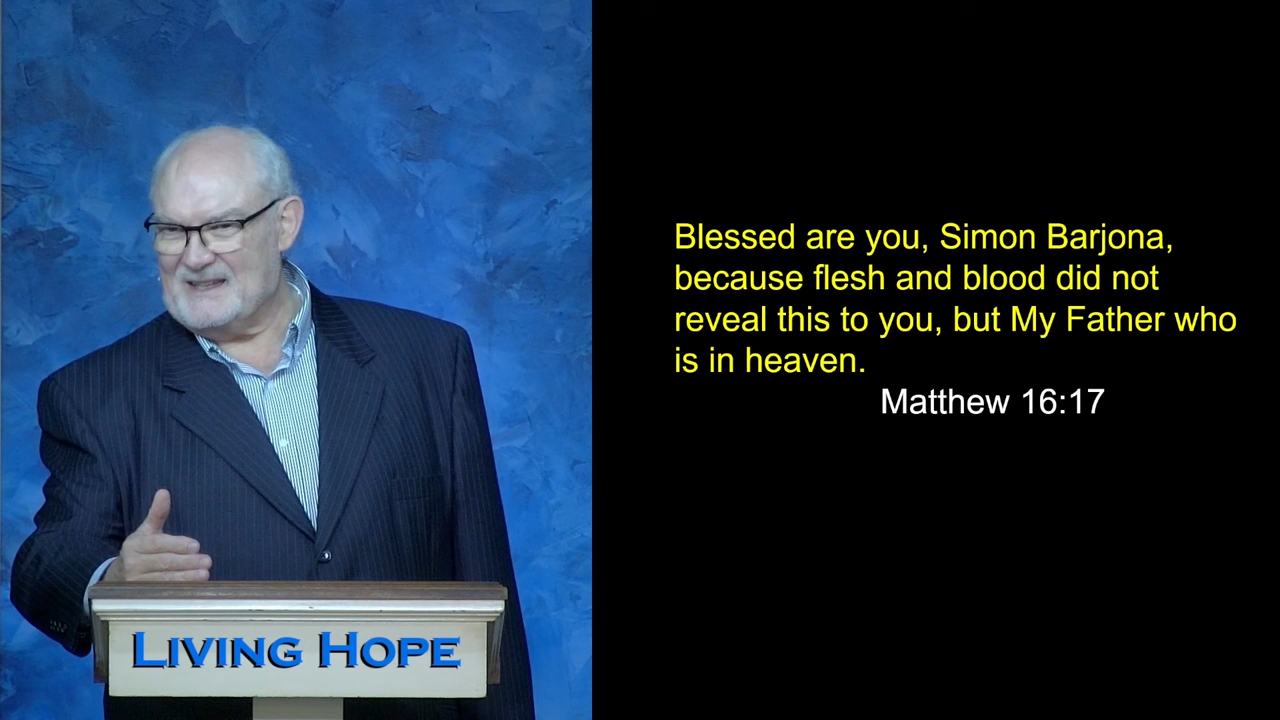 Blessed are you, Simon Barjona,
because flesh and blood did not
reveal this to you, but My Father who
is in heaven.
Matthew 16:17
LIVING HOPE